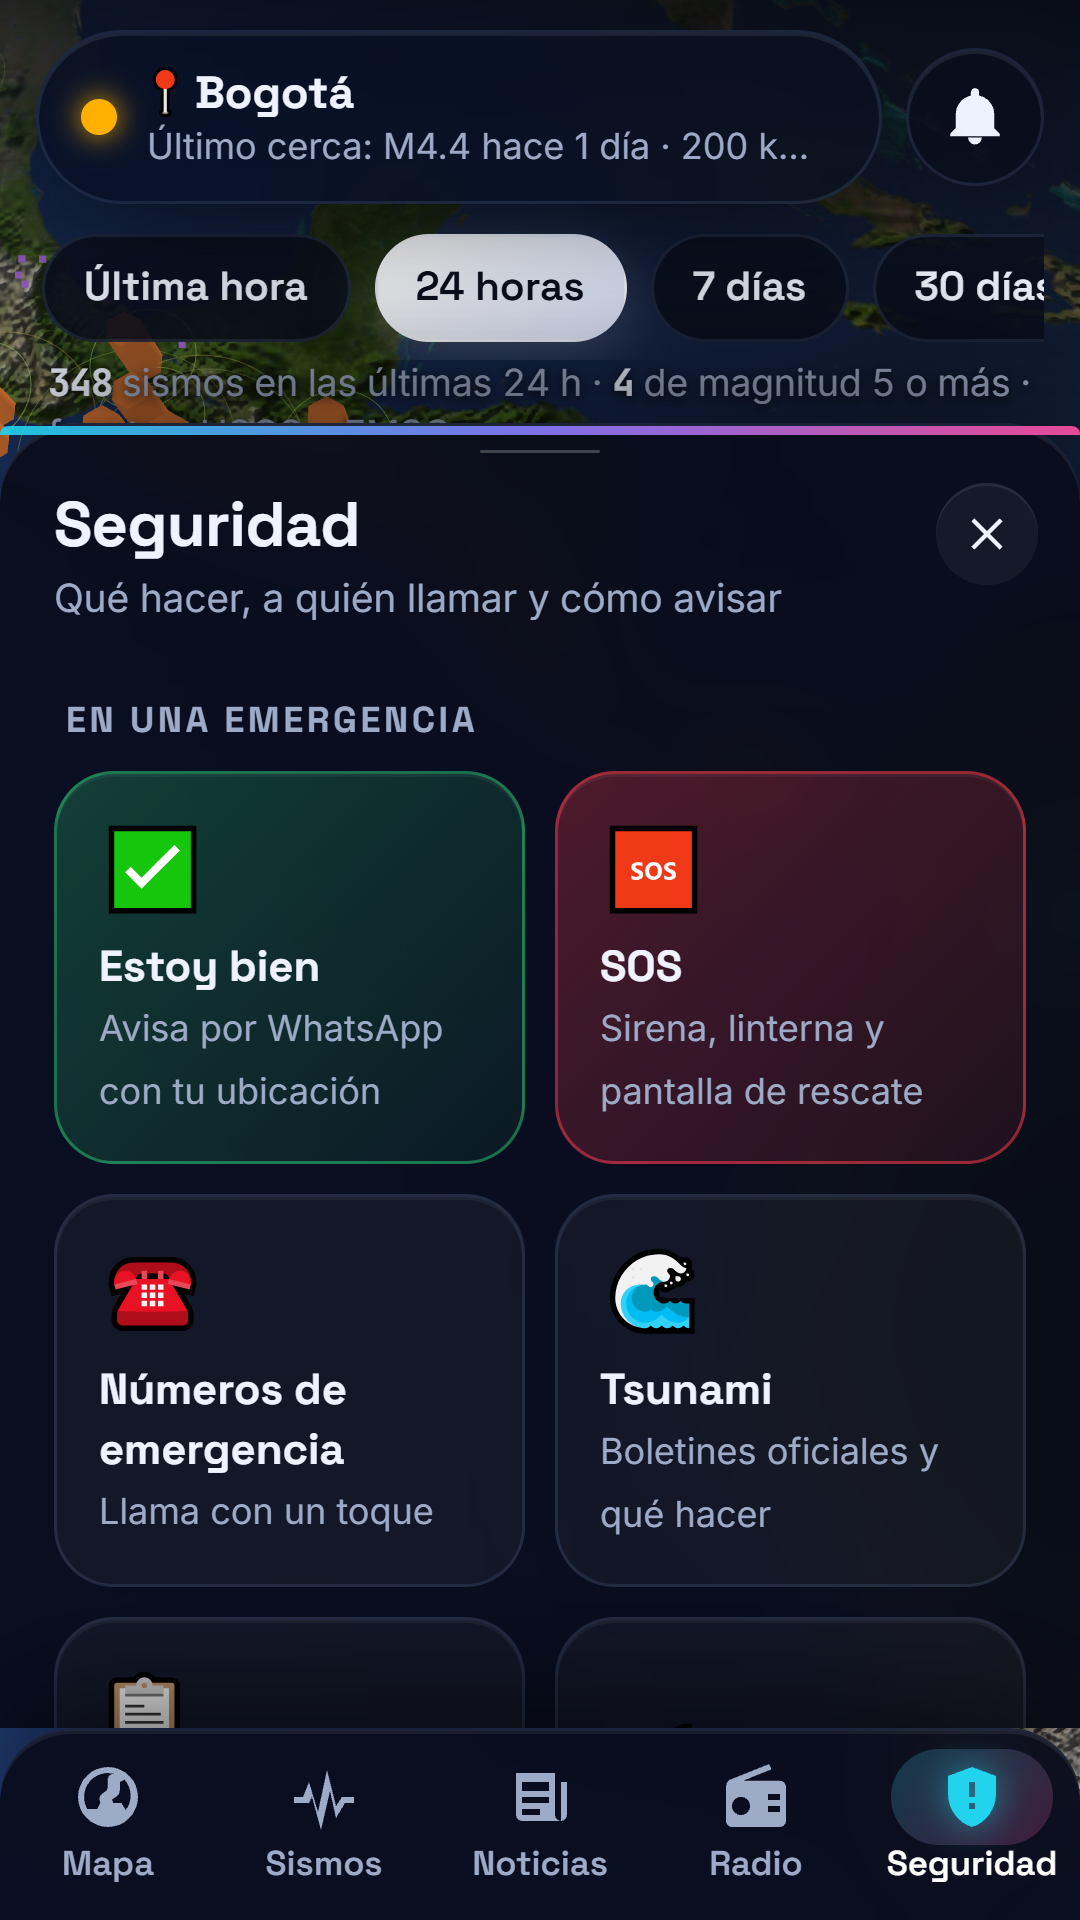 Bogotá
Último cerca: M4.4 hace 1 día · 200 k...
Última hora
24 horas
7 días
30 días
348 sismos en las últimas 24 h · 4 de magnitud 5 o más ·
Seguridad
Qué hacer, a quién llamar y cómo avisar
EN UNA EMERGENCIA
Estoy bien
Avisa por WhatsApp
con tu ubicación
SOS
SOS
Sirena, linterna y
pantalla de rescate
Números de
emergencia
Llama con un toque
Tsunami
Boletines oficiales y
qué hacer
Mapa
Sismos
Noticias
Radio
Seguridad